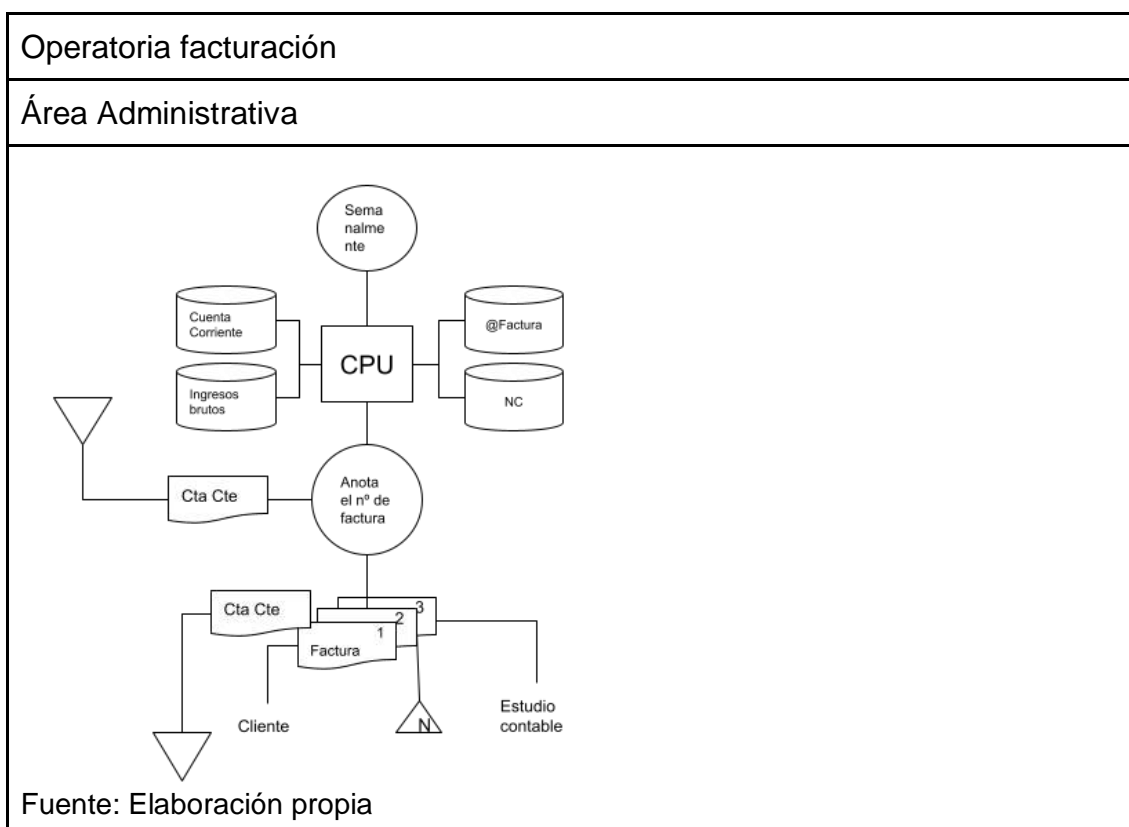 Operatoria facturación
Área Administrativa
Sema
nalme
nte
Cuenta
Corriente
@Factura
CPU
Ingresos
brutos
NC
Cta Cte
Anota
el nº de
factura
Cta Cte
3
2
1
Factura
Cliente
N
Estudio
contable
Fuente: Elaboración propia